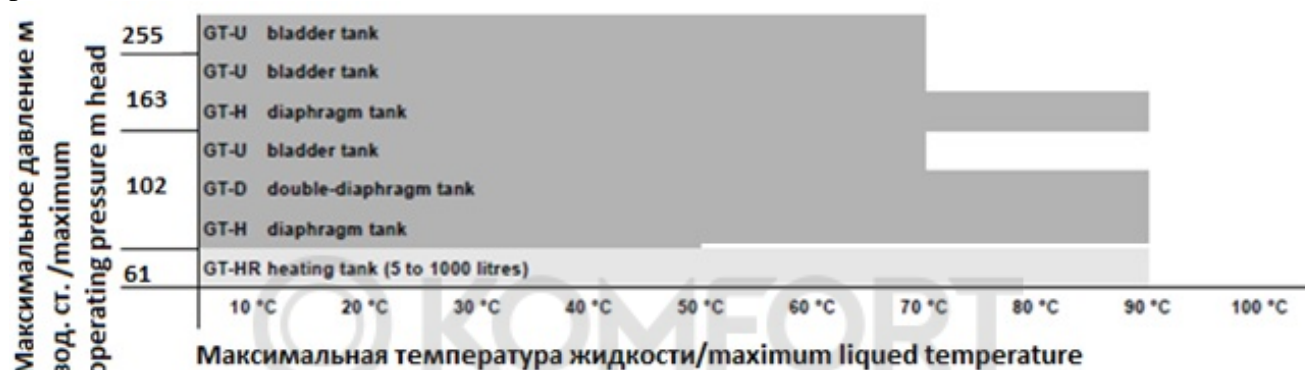 Максимальное давление м
вод. ст. /maximum
operating pressure m head
255
GT-U bladder tank
GT-U bladder tank
163
GT-H diaphragm tank
GT-U bladder tank
102
GT-D double-diaphragm tank
GT-H diaphragm tank
61
GT-HR heating tank (5 to 1000 litres)
10 °C 20 °C 30 °C 40 °C 50 °C 60 °C 70 °C 80 °C 90 °C 100 °C
KOMFORT
Максимальная температура жидкости/maximum liqued temperature